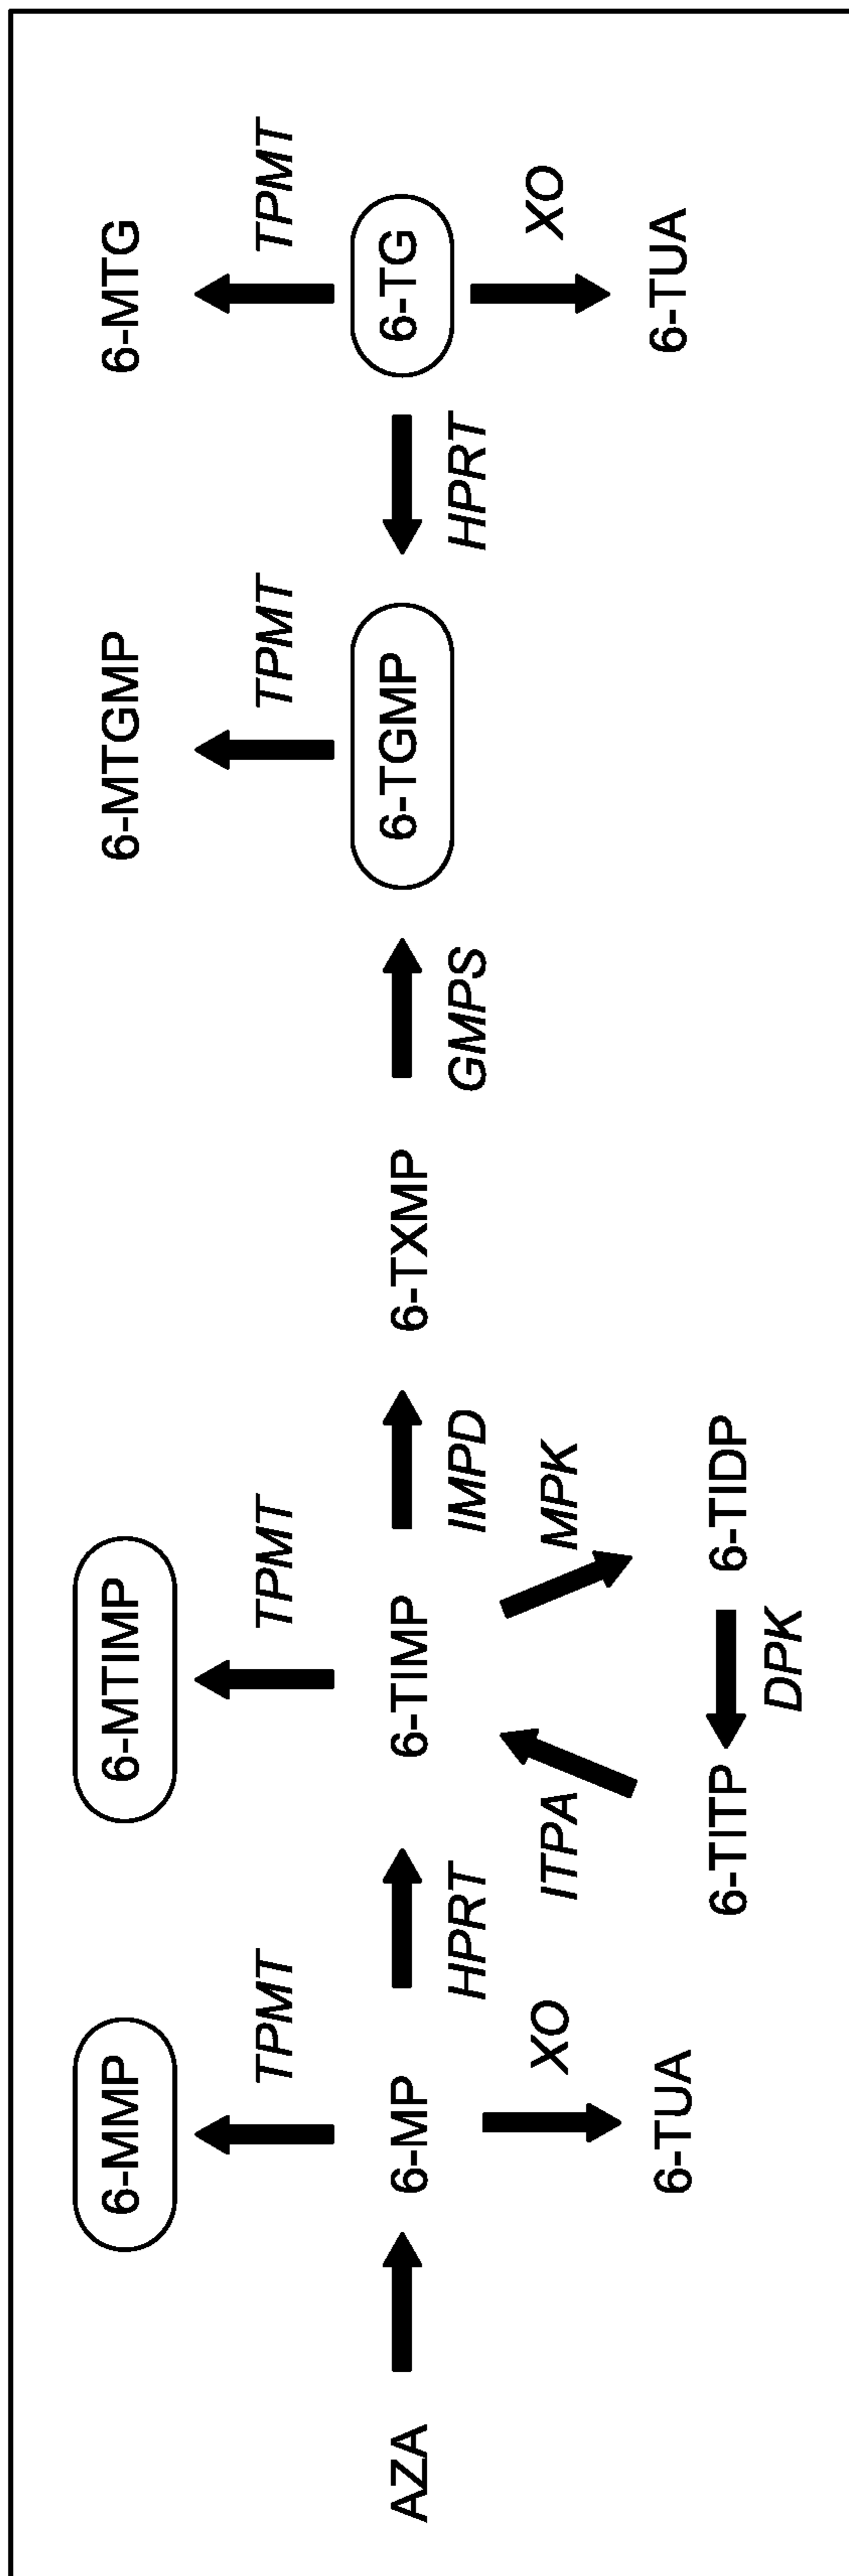 6-MMP
6-MTIMP
6-MTGMP
6-MTG
TPMT
TPMT
TPMT
TPMT
AZA
6-MP
6-TIMP
6-TXMP
6-TGMP
6-TG
HPRT
IMPD
GMPS
HPRT
XO
ITPA
MPK
XO
6-TUA
6-TITP
6-TIDP
6-TUA
DPK